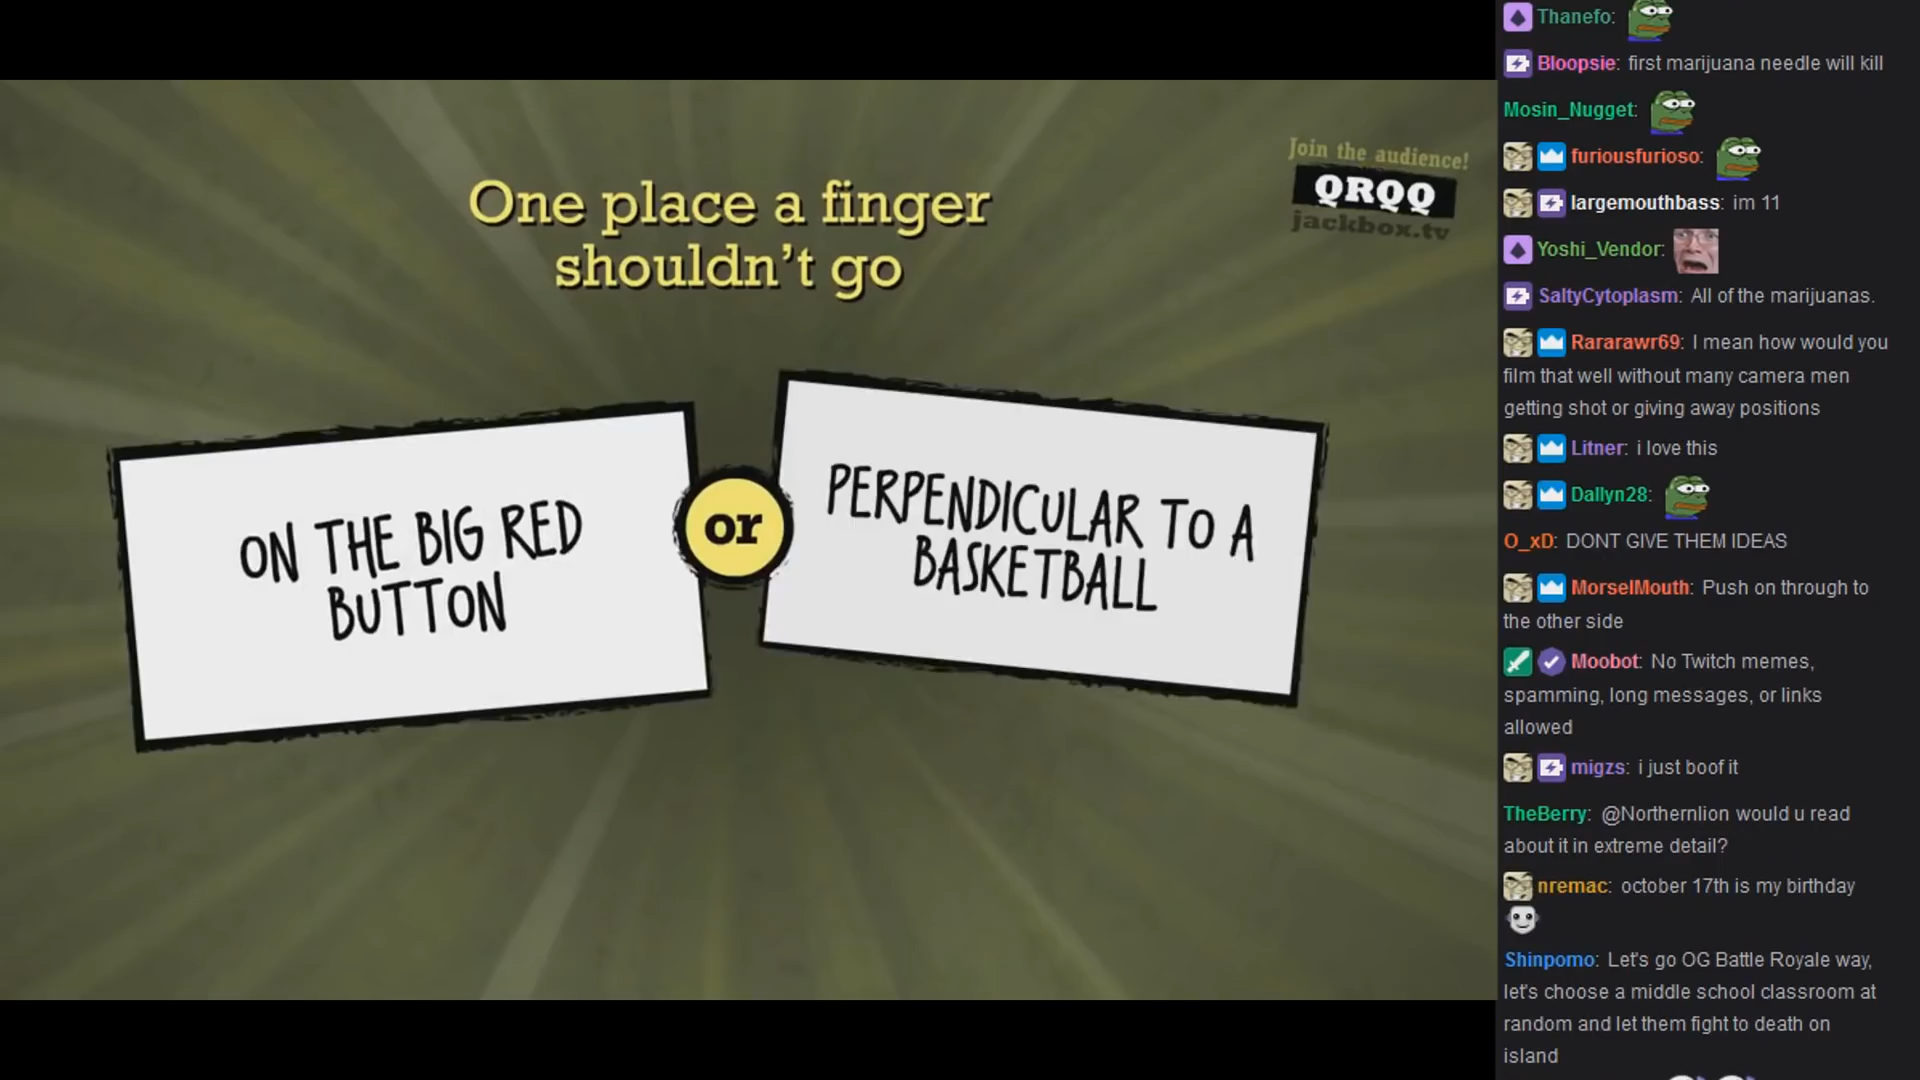 One place a finger
shouldn't go
Join the audience!
QRQQ
jackbox.tv
ON THE BIG RED
BUTTON
or
PERPENDICULAR TO A
BASKETBALL
Thanefo:
Bloopsie: first marijuana needle will kill
Mosin_Nugget:
furiousfurioso:
largemouthbass: im 11
Yoshi_Vendor:
SaltyCytoplasm: All of the marijuanas.
Rararawr69: I mean how would you
film that well without many camera men
getting shot or giving away positions
Litner: i love this
Dallyn28:
O_xD: DONT GIVE THEM IDEAS
MorselMouth: Push on through to
the other side
Moobot: No Twitch memes,
spamming, long messages, or links
allowed
migzs: i just boof it
TheBerry: @Northernlion would u read
about it in extreme detail?
nremac: october 17th is my birthday
Shinpomo: Let's go OG Battle Royale way,
let's choose a middle school classroom at
random and let them fight to death on
island